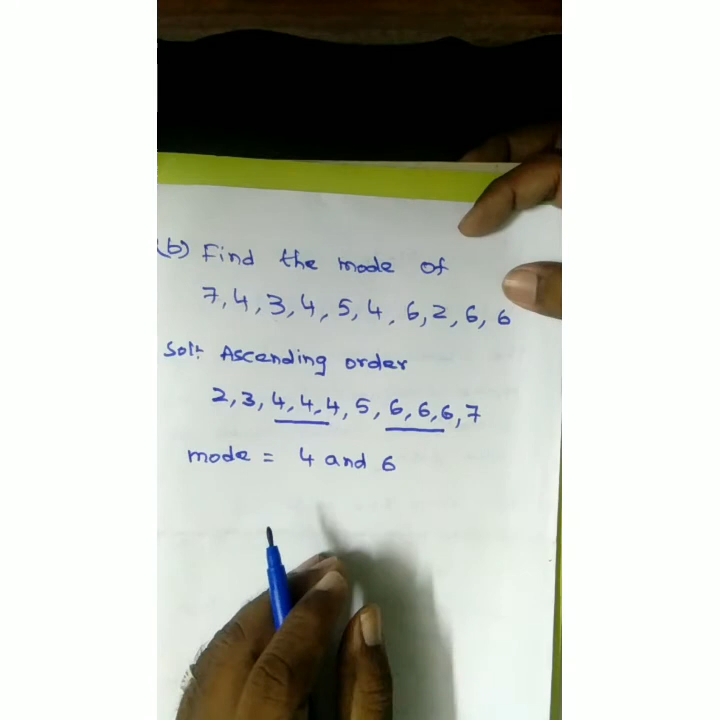 (b) Find the mode of
7, 4, 3, 4, 5, 4, 6, 2, 6, 6
Sol: Ascending order
2, 3, 4, 4, 4, 5, 6, 6, 6, 7
mode = 4 and 6